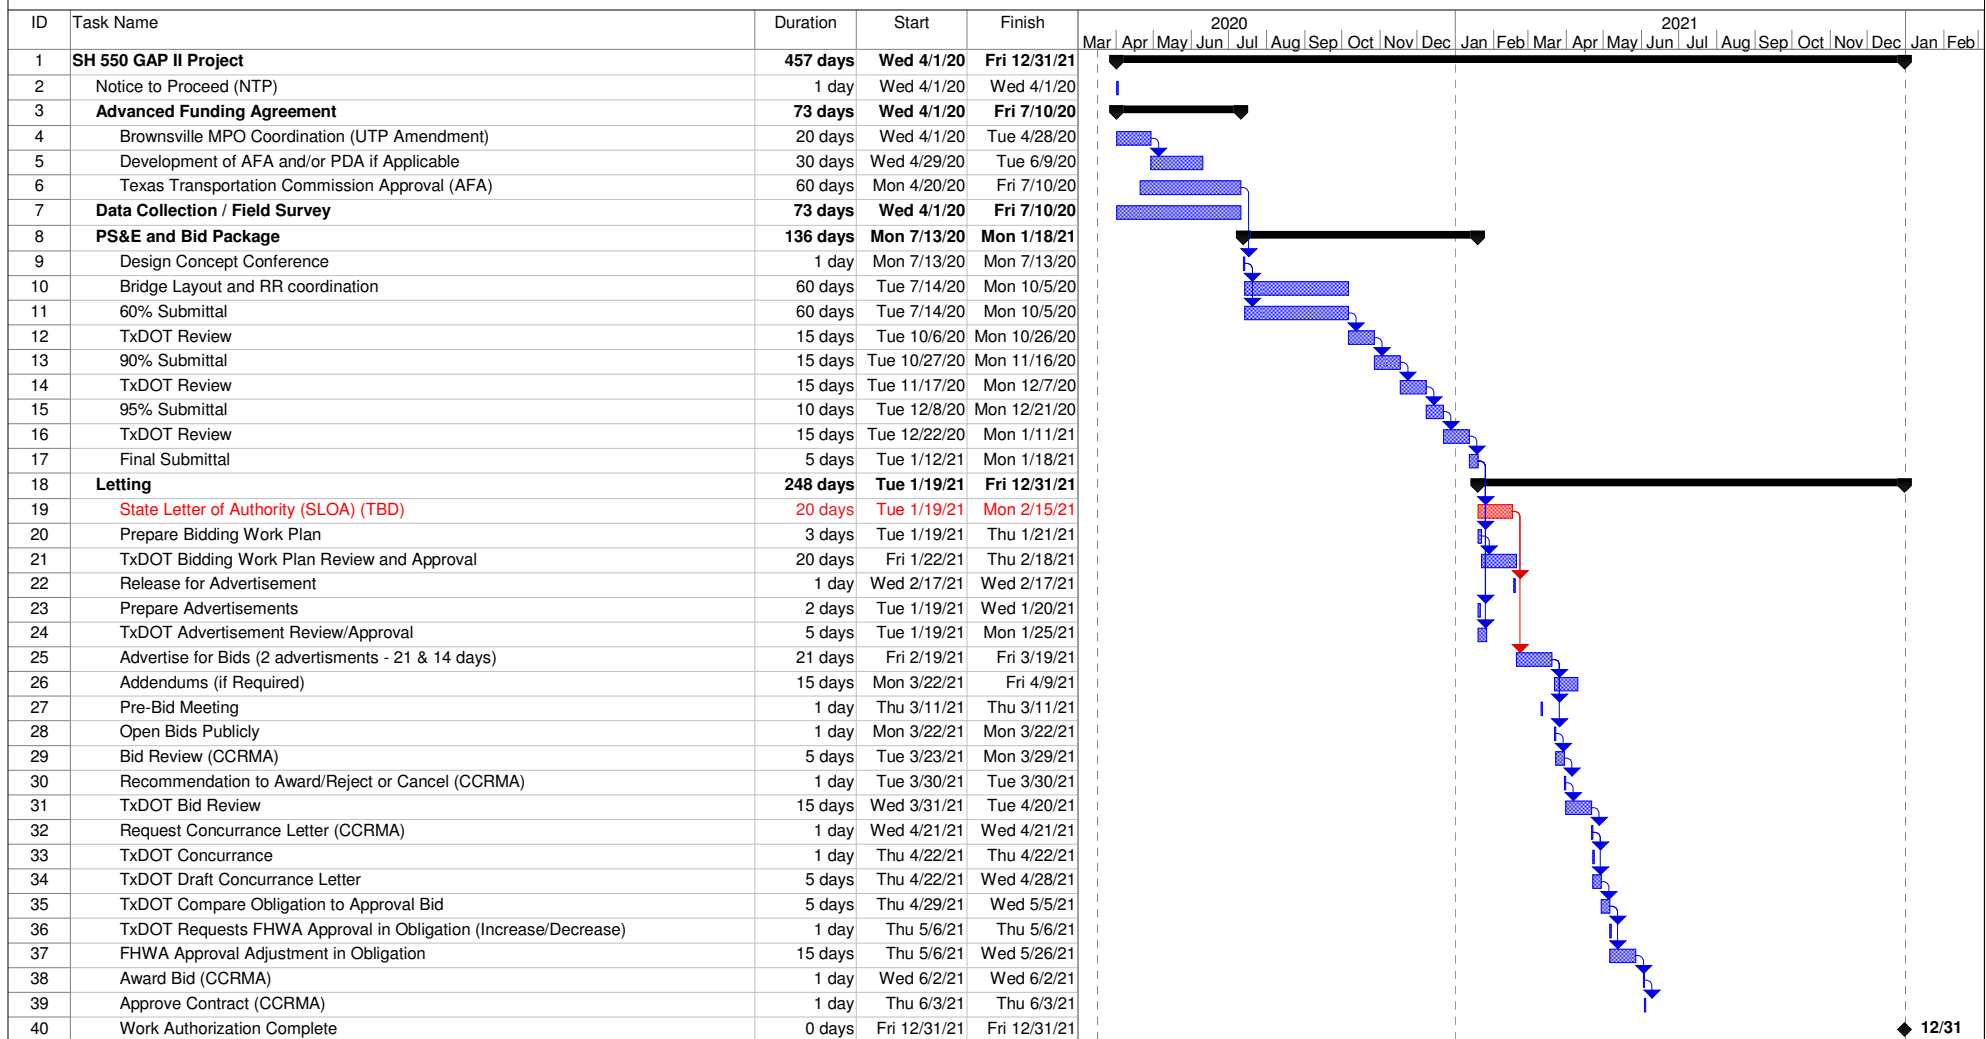 ID Task Name Duration Start Finish 2020 2021
Mar Apr May Jun Jul Aug Sep Oct Nov Dec Jan Feb Mar Apr May Jun Jul Aug Sep Oct Nov Dec Jan Feb
1 SH 550 GAP II Project 457 days Wed 4/1/20 Fri 12/31/21
2 Notice to Proceed (NTP) 1 day Wed 4/1/20 Wed 4/1/20
3 Advanced Funding Agreement 73 days Wed 4/1/20 Fri 7/10/20
4 Brownsville MPO Coordination (UTP Amendment) 20 days Wed 4/1/20 Tue 4/28/20
5 Development of AFA and/or PDA if Applicable 30 days Wed 4/29/20 Tue 6/9/20
6 Texas Transportation Commission Approval (AFA) 60 days Mon 4/20/20 Fri 7/10/20
7 Data Collection / Field Survey 73 days Wed 4/1/20 Fri 7/10/20
8 PS&E and Bid Package 136 days Mon 7/13/20 Mon 1/18/21
9 Design Concept Conference 1 day Mon 7/13/20 Mon 7/13/20
10 Bridge Layout and RR coordination 60 days Tue 7/14/20 Mon 10/5/20
11 60% Submittal 60 days Tue 7/14/20 Mon 10/5/20
12 TxDOT Review 15 days Tue 10/6/20 Mon 10/26/20
13 90% Submittal 15 days Tue 10/27/20 Mon 11/16/20
14 TxDOT Review 15 days Tue 11/17/20 Mon 12/7/20
15 95% Submittal 10 days Tue 12/8/20 Mon 12/21/20
16 TxDOT Review 15 days Tue 12/22/20 Mon 1/11/21
17 Final Submittal 5 days Tue 1/12/21 Mon 1/18/21
18 Letting 248 days Tue 1/19/21 Fri 12/31/21
19 State Letter of Authority (SLOA) (TBD) 20 days Tue 1/19/21 Mon 2/15/21
20 Prepare Bidding Work Plan 3 days Tue 1/19/21 Thu 1/21/21
21 TxDOT Bidding Work Plan Review and Approval 20 days Fri 1/22/21 Thu 2/18/21
22 Release for Advertisement 1 day Wed 2/17/21 Wed 2/17/21
23 Prepare Advertisements 2 days Tue 1/19/21 Wed 1/20/21
24 TxDOT Advertisement Review/Approval 5 days Tue 1/19/21 Mon 1/25/21
25 Advertise for Bids (2 advertisments - 21 & 14 days) 21 days Fri 2/19/21 Fri 3/19/21
26 Addendums (if Required) 15 days Mon 3/22/21 Fri 4/9/21
27 Pre-Bid Meeting 1 day Thu 3/11/21 Thu 3/11/21
28 Open Bids Publicly 1 day Mon 3/22/21 Mon 3/22/21
29 Bid Review (CCRMA) 5 days Tue 3/23/21 Mon 3/29/21
30 Recommendation to Award/Reject or Cancel (CCRMA) 1 day Tue 3/30/21 Tue 3/30/21
31 TxDOT Bid Review 15 days Wed 3/31/21 Tue 4/20/21
32 Request Concurrance Letter (CCRMA) 1 day Wed 4/21/21 Wed 4/21/21
33 TxDOT Concurrance 1 day Thu 4/22/21 Thu 4/22/21
34 TxDOT Draft Concurrance Letter 5 days Thu 4/22/21 Wed 4/28/21
35 TxDOT Compare Obligation to Approval Bid 5 days Thu 4/29/21 Wed 5/5/21
36 TxDOT Requests FHWA Approval in Obligation (Increase/Decrease) 1 day Thu 5/6/21 Thu 5/6/21
37 FHWA Approval Adjustment in Obligation 15 days Thu 5/6/21 Wed 5/26/21
38 Award Bid (CCRMA) 1 day Wed 6/2/21 Wed 6/2/21
39 Approve Contract (CCRMA) 1 day Thu 6/3/21 Thu 6/3/21
40 Work Authorization Complete 0 days Fri 12/31/21 Fri 12/31/21 12/31